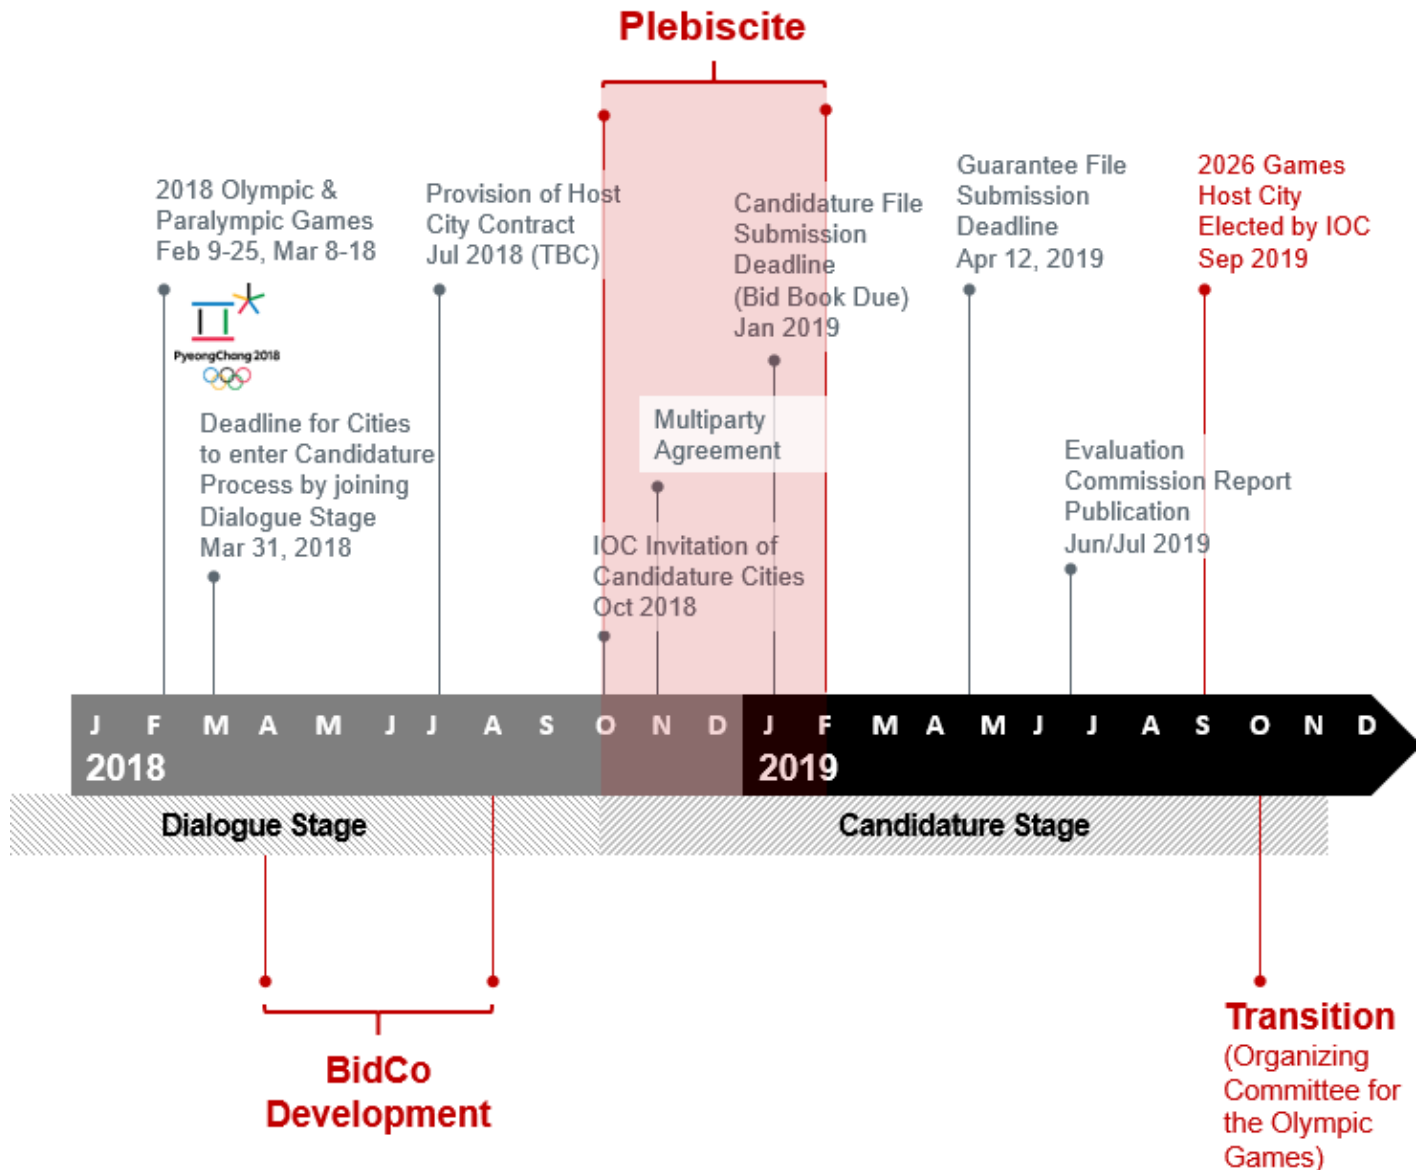 Plebiscite
2018 Olympic &
Paralympic Games
Feb 9-25, Mar 8-18
PyeongChang 2018
Deadline for Cities
to enter Candidature
Process by joining
Dialogue Stage
Mar 31, 2018
Provision of Host
City Contract
Jul 2018 (TBC)
IOC Invitation of
Candidature Cities
Oct 2018
Multiparty
Agreement
Candidature File
Submission
Deadline
(Bid Book Due)
Jan 2019
Guarantee File
Submission
Deadline
Apr 12, 2019
Evaluation
Commission Report
Publication
Jun/Jul 2019
2026 Games
Host City
Elected by IOC
Sep 2019
J F M A M J J A S O N D J F M A M J J A S O N D
2018 2019
Dialogue Stage Candidature Stage
BidCo
Development
Transition
(Organizing
Committee for
the Olympic
Games)